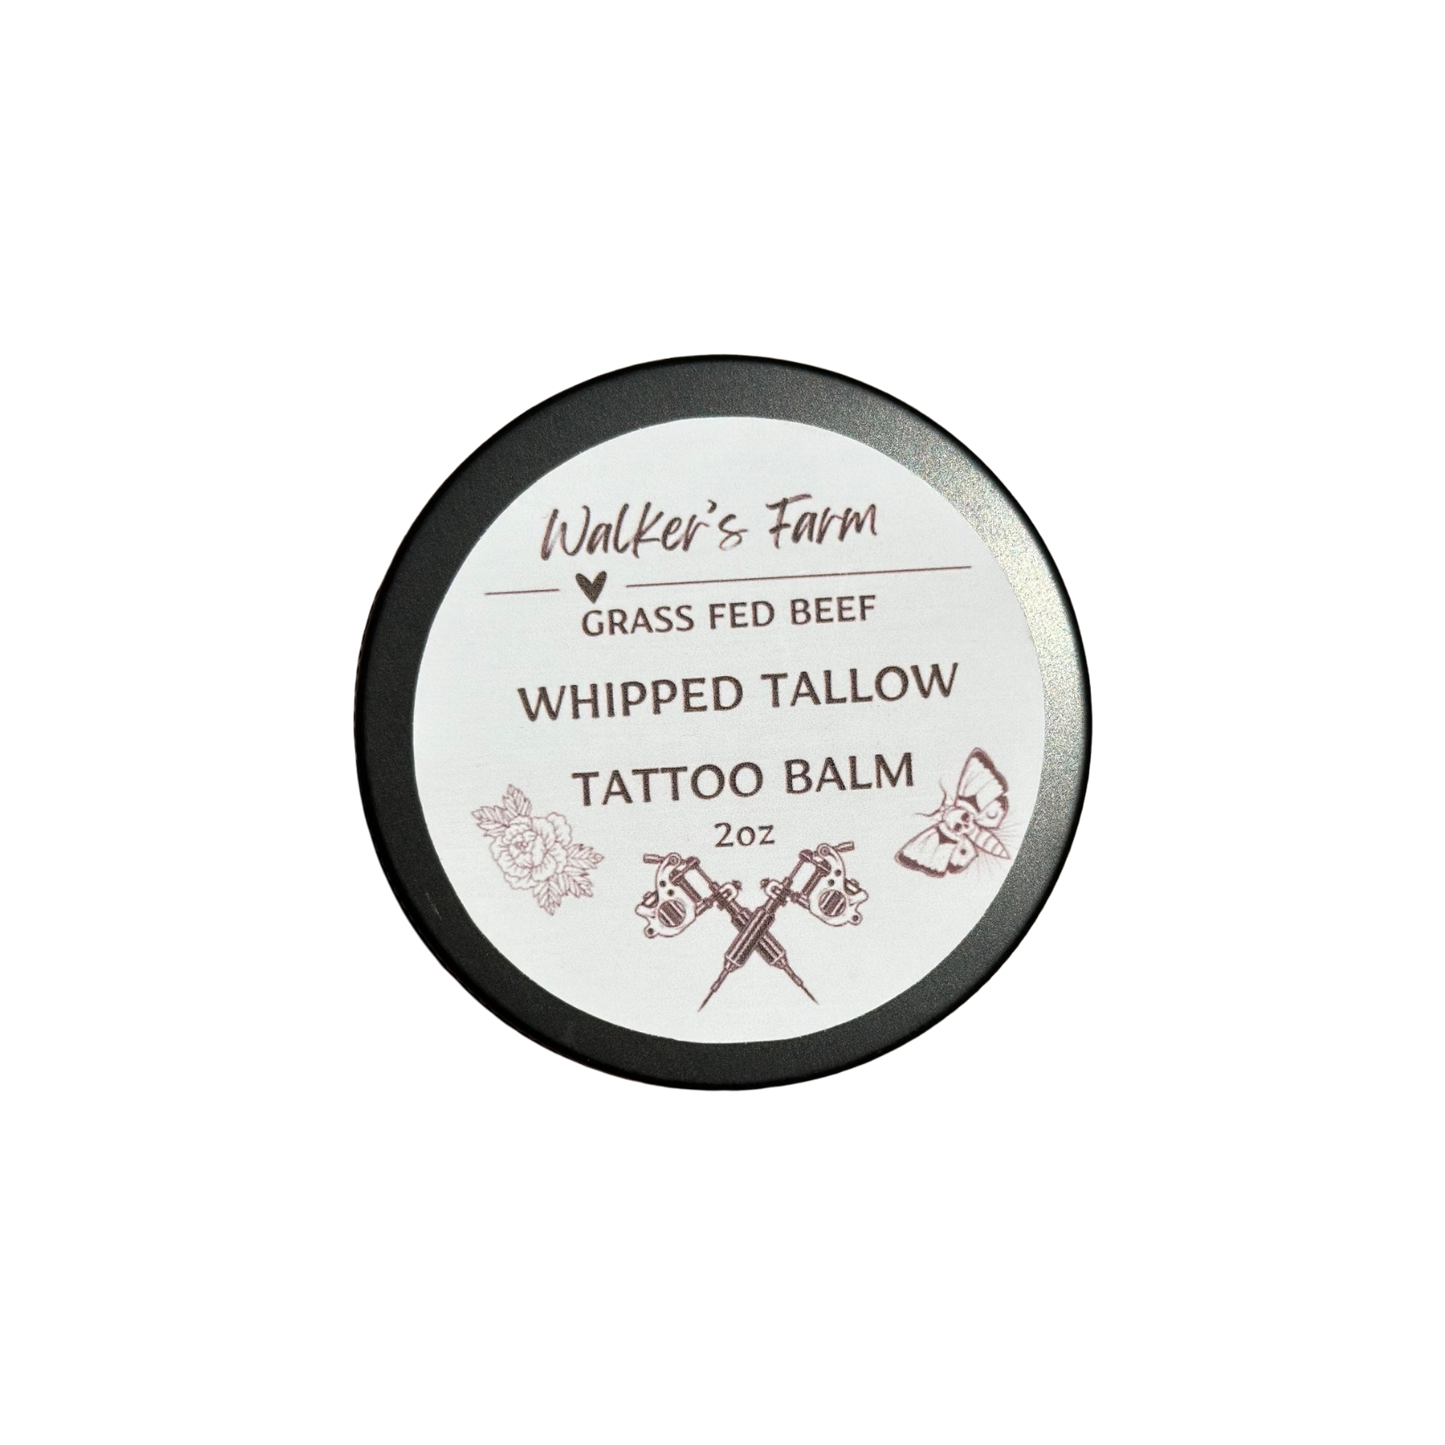 Walker's Farm
GRASS FED BEEF
WHIPPED TALLOW
TATTOO BALM
2oz